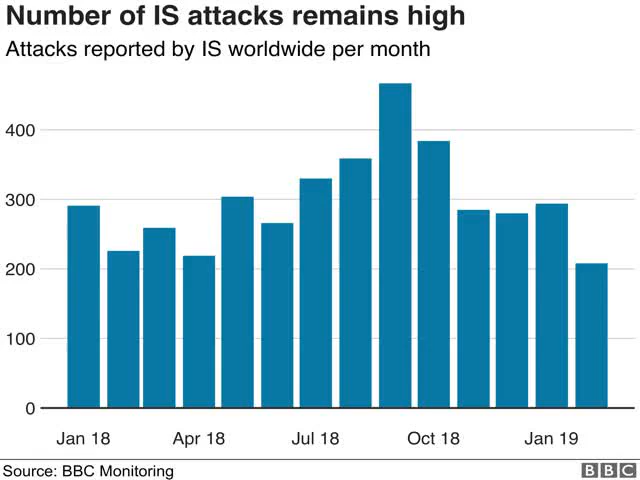 Number of IS attacks remains high
Attacks reported by IS worldwide per month
400
300
200
100
0
Jan 18 Apr 18 Jul 18 Oct 18 Jan 19
Source: BBC Monitoring BBC